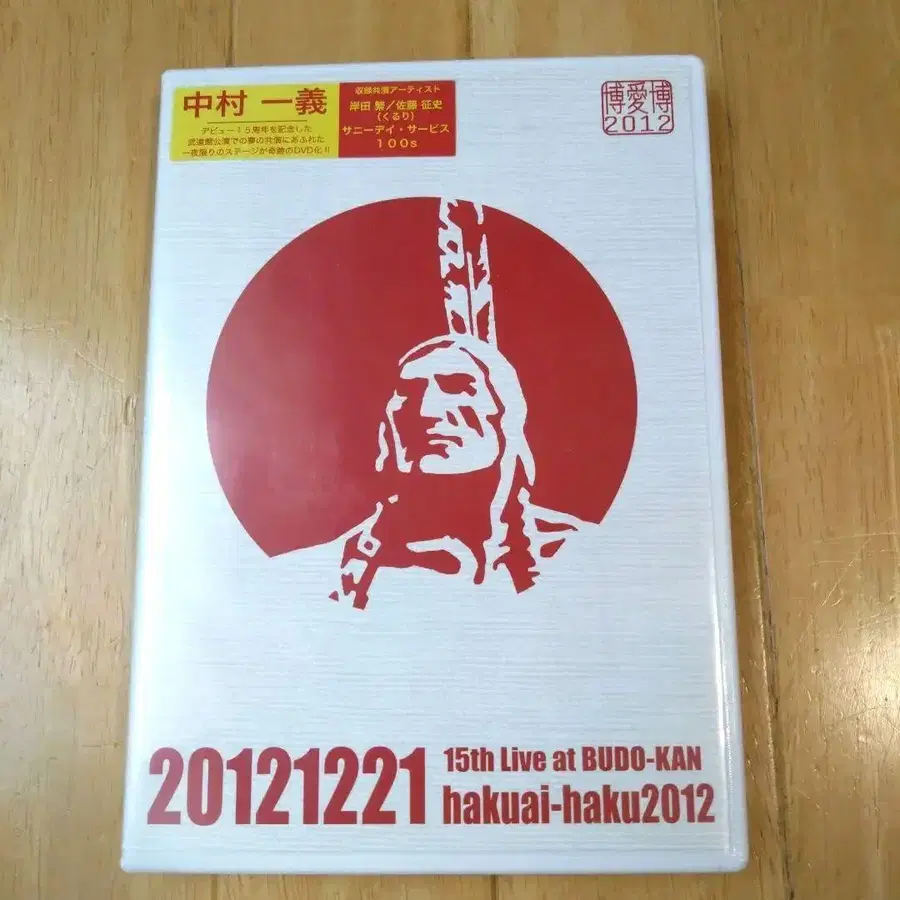 中村 一義
デビュー15周年を記念した
武道館公演での夢の共演にあふれた
一夜限りのステージが奇跡のDVD化!!
収録共演アーティスト
岸田 繁/佐藤 征史
(くるり)
サニーデイ・サービス
100s
博愛博
2012
20121221
15th Live at BUDO-KAN
hakuai-haku2012